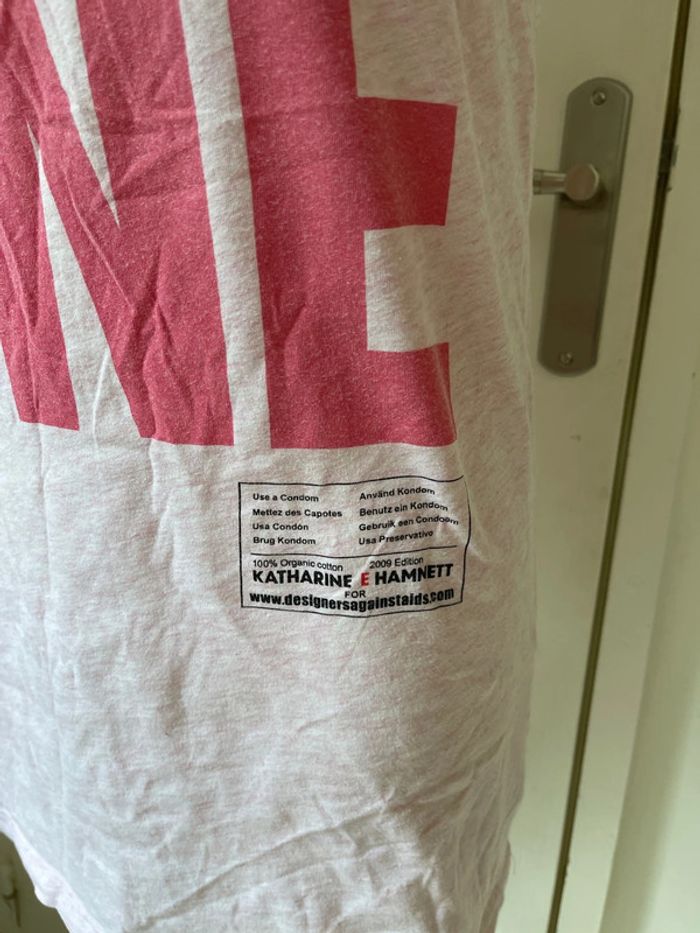 NE
Use a Condom
Mettez des Capotes
Usa Condón
Brug Kondom
Använd Kondom
Benutz ein Kondom
Gebruik een Condoom
Usa Preservativo
100% Organic cotton 2009 Edition
KATHARINE E HAMNETT
FOR
www.designersagainstaids.com